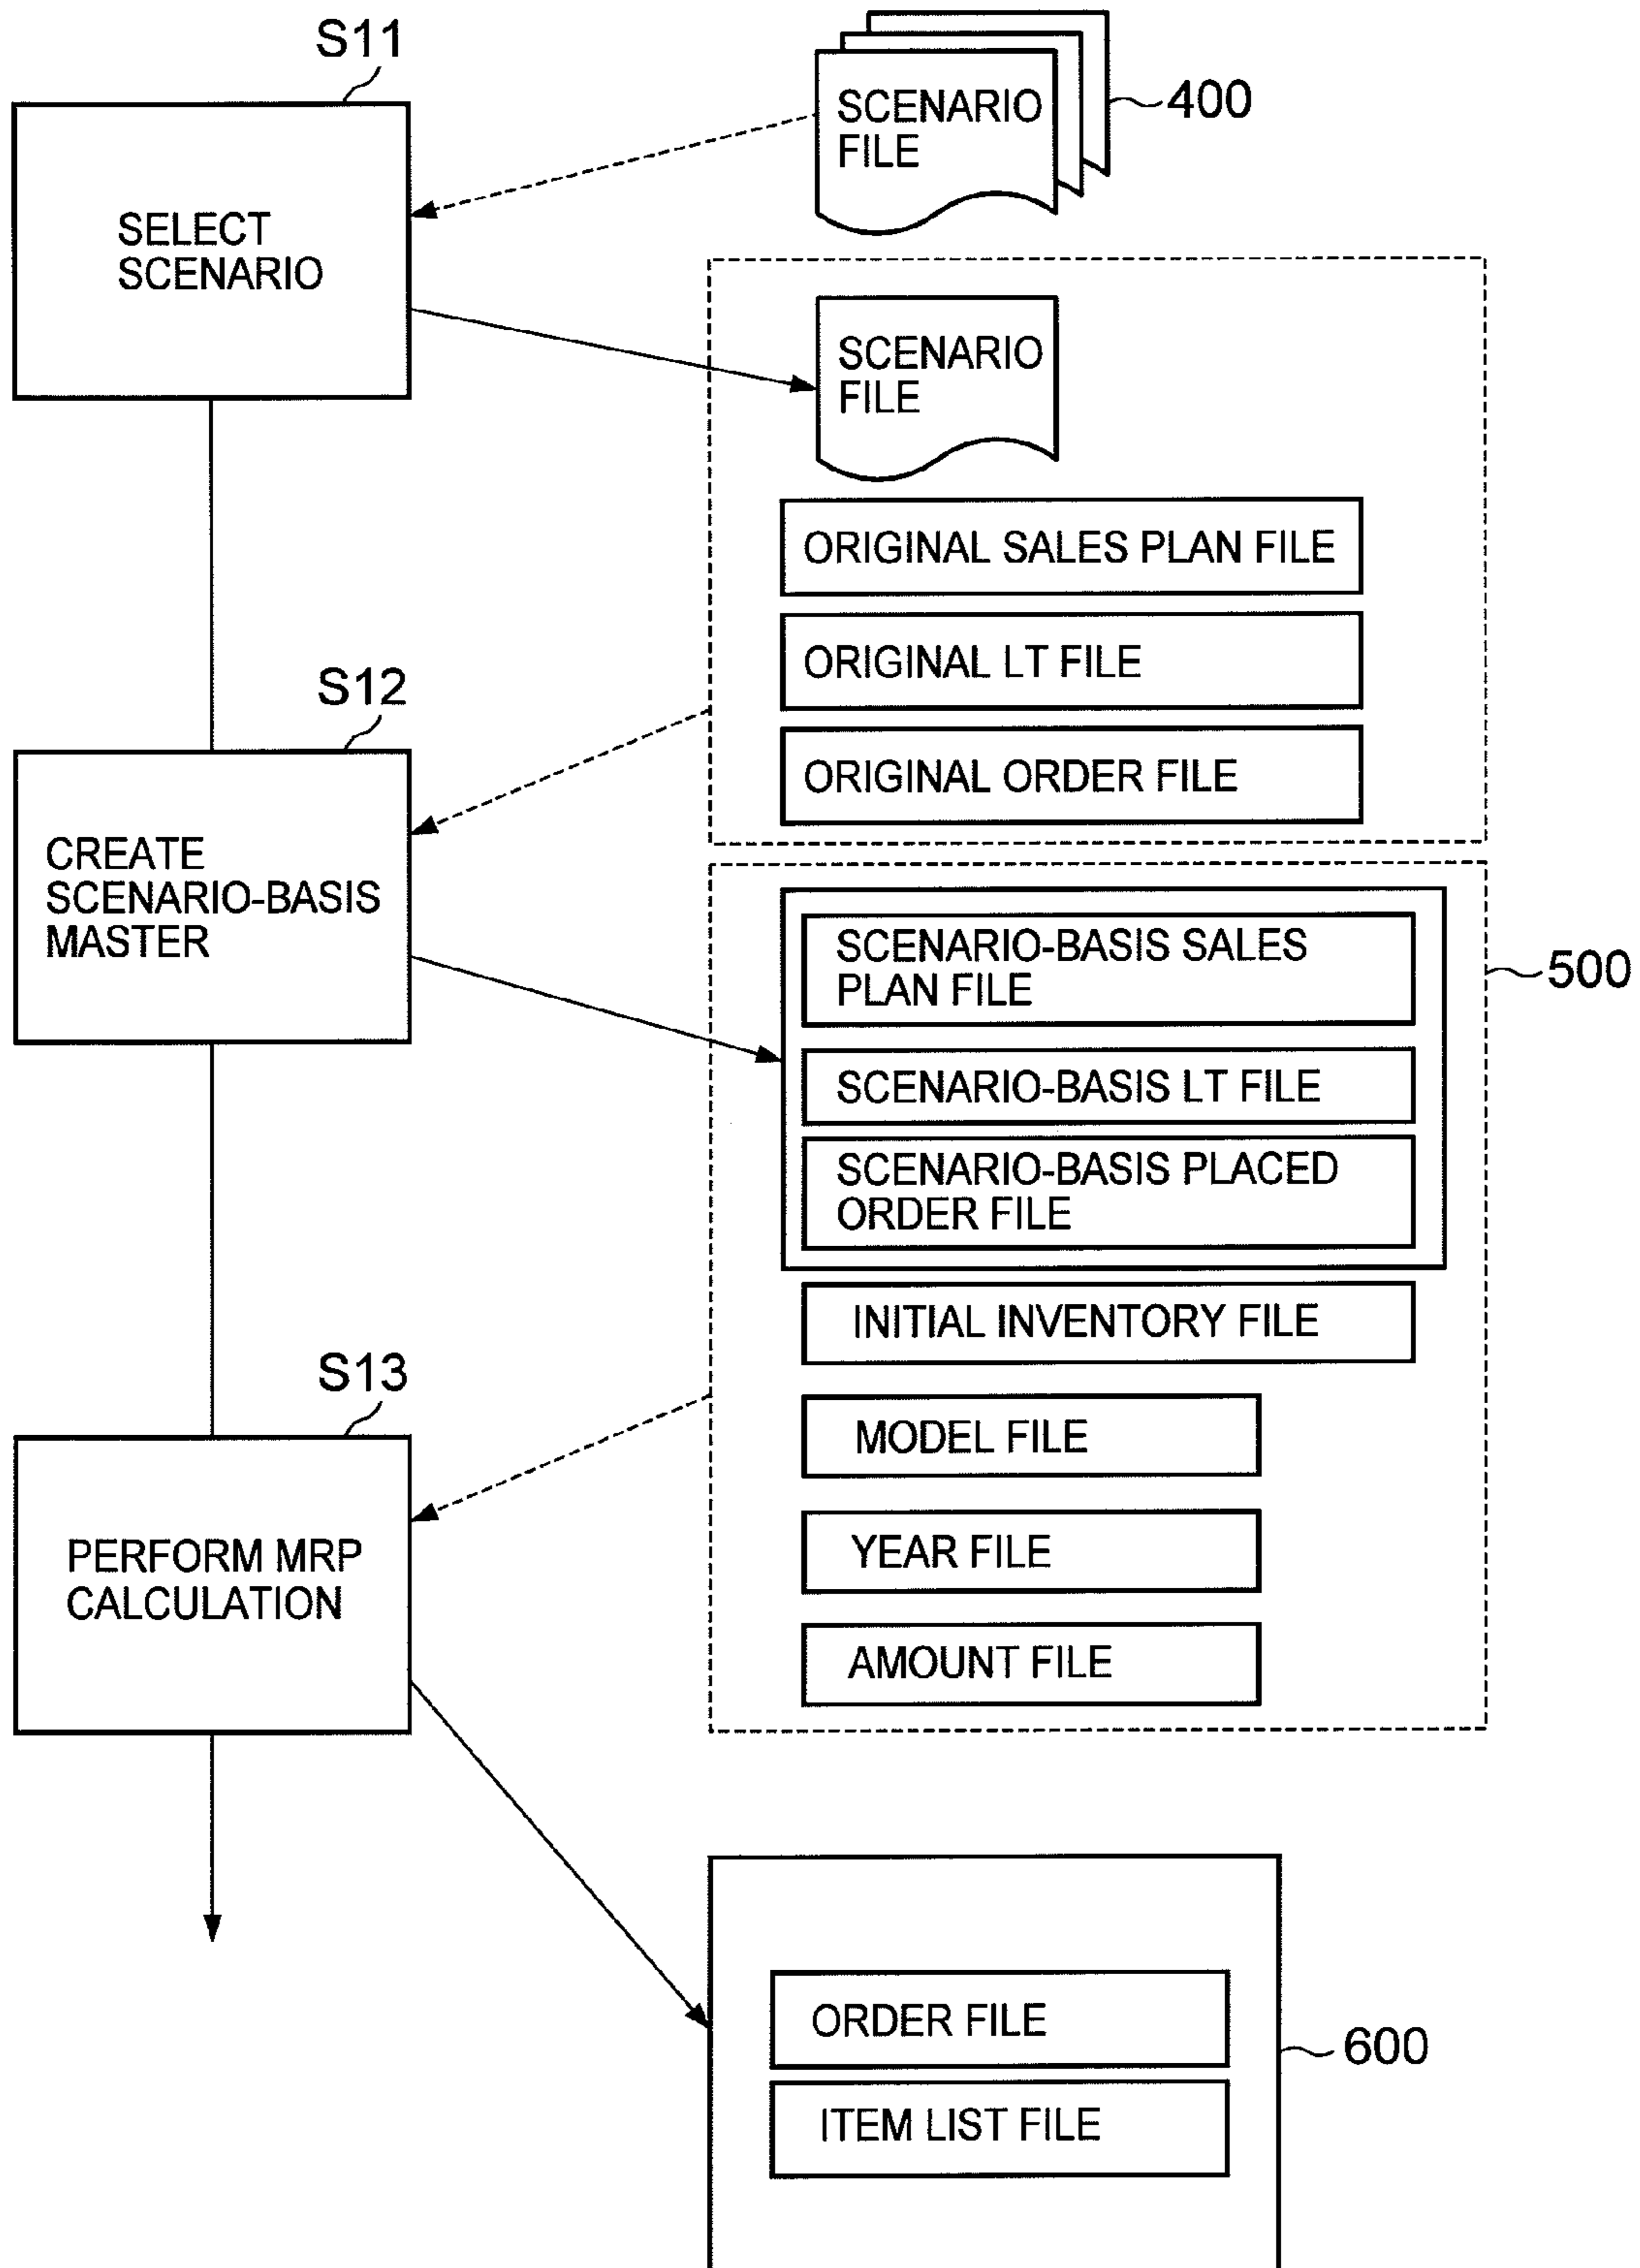 S11
SCENARIO
FILE
400
SELECT
SCENARIO
SCENARIO
FILE
ORIGINAL SALES PLAN FILE
ORIGINAL LT FILE
S12
ORIGINAL ORDER FILE
CREATE
SCENARIO-BASIS
MASTER
SCENARIO-BASIS SALES
PLAN FILE
500
SCENARIO-BASIS LT FILE
SCENARIO-BASIS PLACED
ORDER FILE
INITIAL INVENTORY FILE
S13
MODEL FILE
PERFORM MRP
CALCULATION
YEAR FILE
AMOUNT FILE
ORDER FILE
600
ITEM LIST FILE